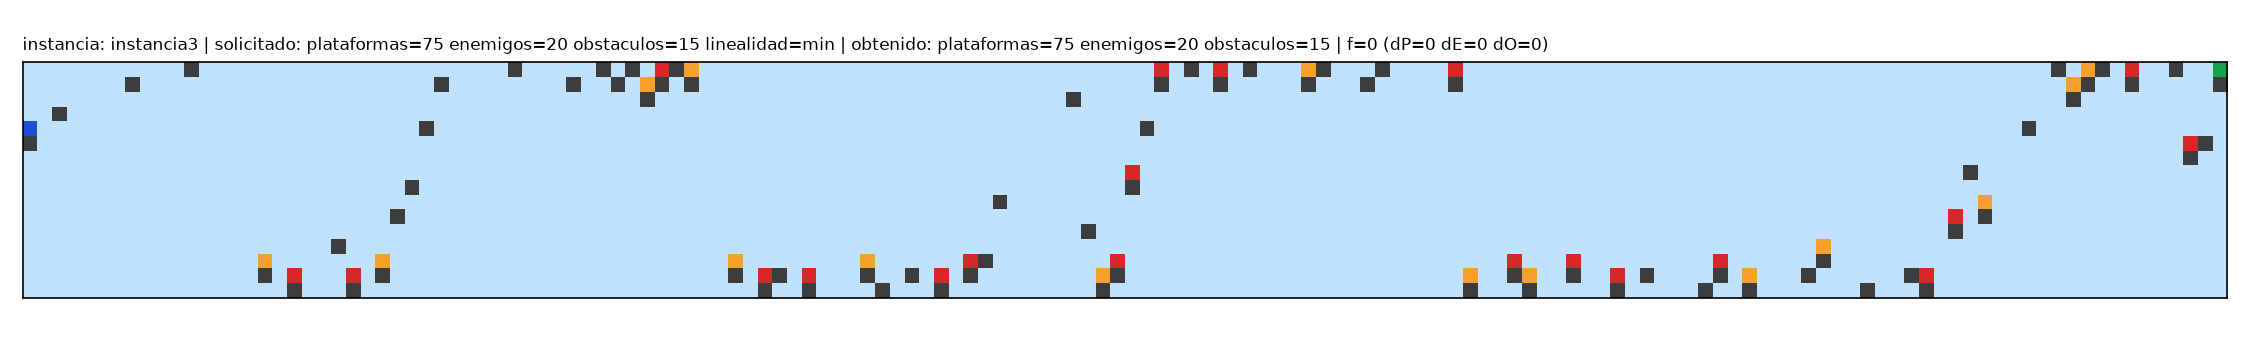 instancia: instancia3 | solicitado: plataformas=75 enemigos=20 obstaculos=15 linealidad=min | obtenido: plataformas=75 enemigos=20 obstaculos=15 | f=0 (dP=0 dE=0 dO=0)